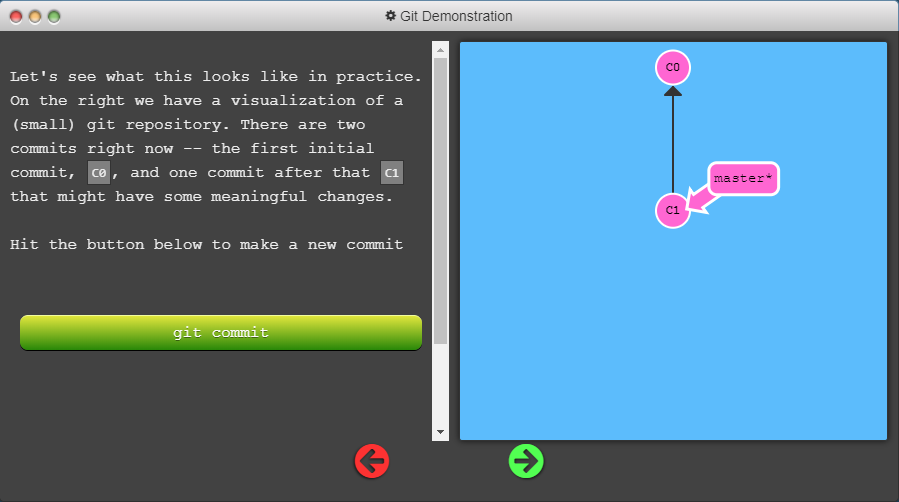 Git Demonstration
Let's see what this looks like in practice.
On the right we have a visualization of a
(small) git repository. There are two
commits right now -- the first initial
commit, C0, and one commit after that C1
that might have some meaningful changes.
Hit the button below to make a new commit
git commit
C0
master*
C1